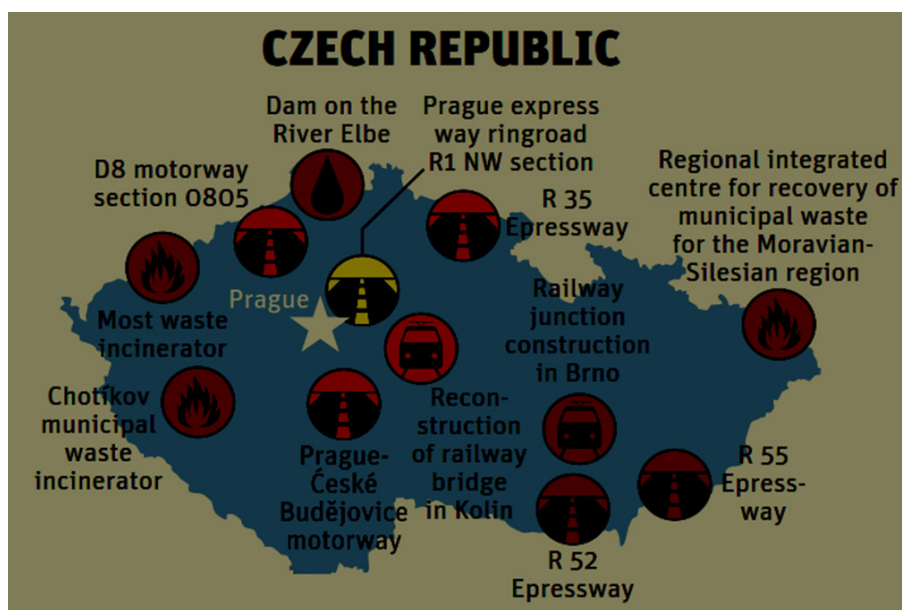 CZECH REPUBLIC
Dam on the
River Elbe
Prague express
way ringroad
R1 NW section
D8 motorway
section 0805
R 35
Epressway
Regional integrated
centre for recovery of
municipal waste
for the Moravian-
Silesian region
Prague
Most waste
incinerator
Railway
junction
construction
in Brno
Chotíkov
municipal
waste
incinerator
Prague-
Ćeské
Budějovice
motorway
Recon-
struction
of railway
bridge
in Kolin
R 55
Epress-
way
R 52
Epressway